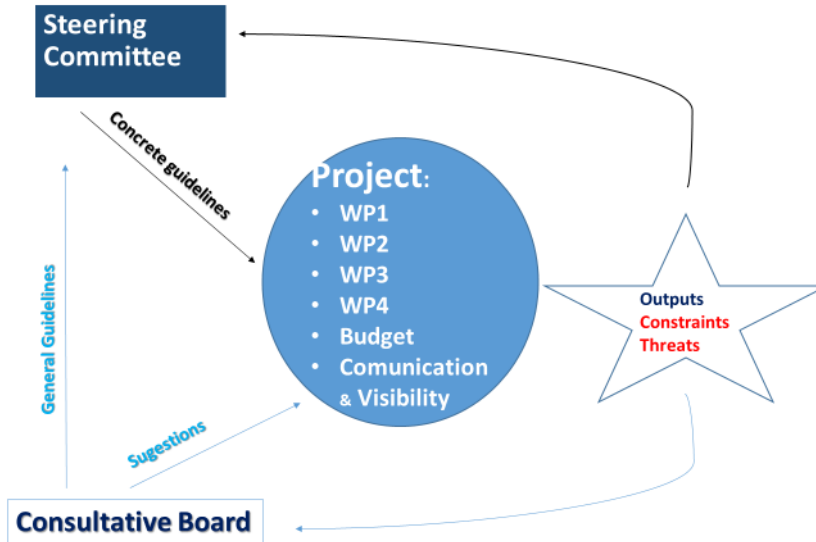 Steering
Committee
Concrete guidelines
General Guidelines
Project:
• WP1
• WP2
• WP3
• WP4
• Budget
• Comunication
& Visibility
Outputs
Constraints
Threats
Sugestions
Consultative Board